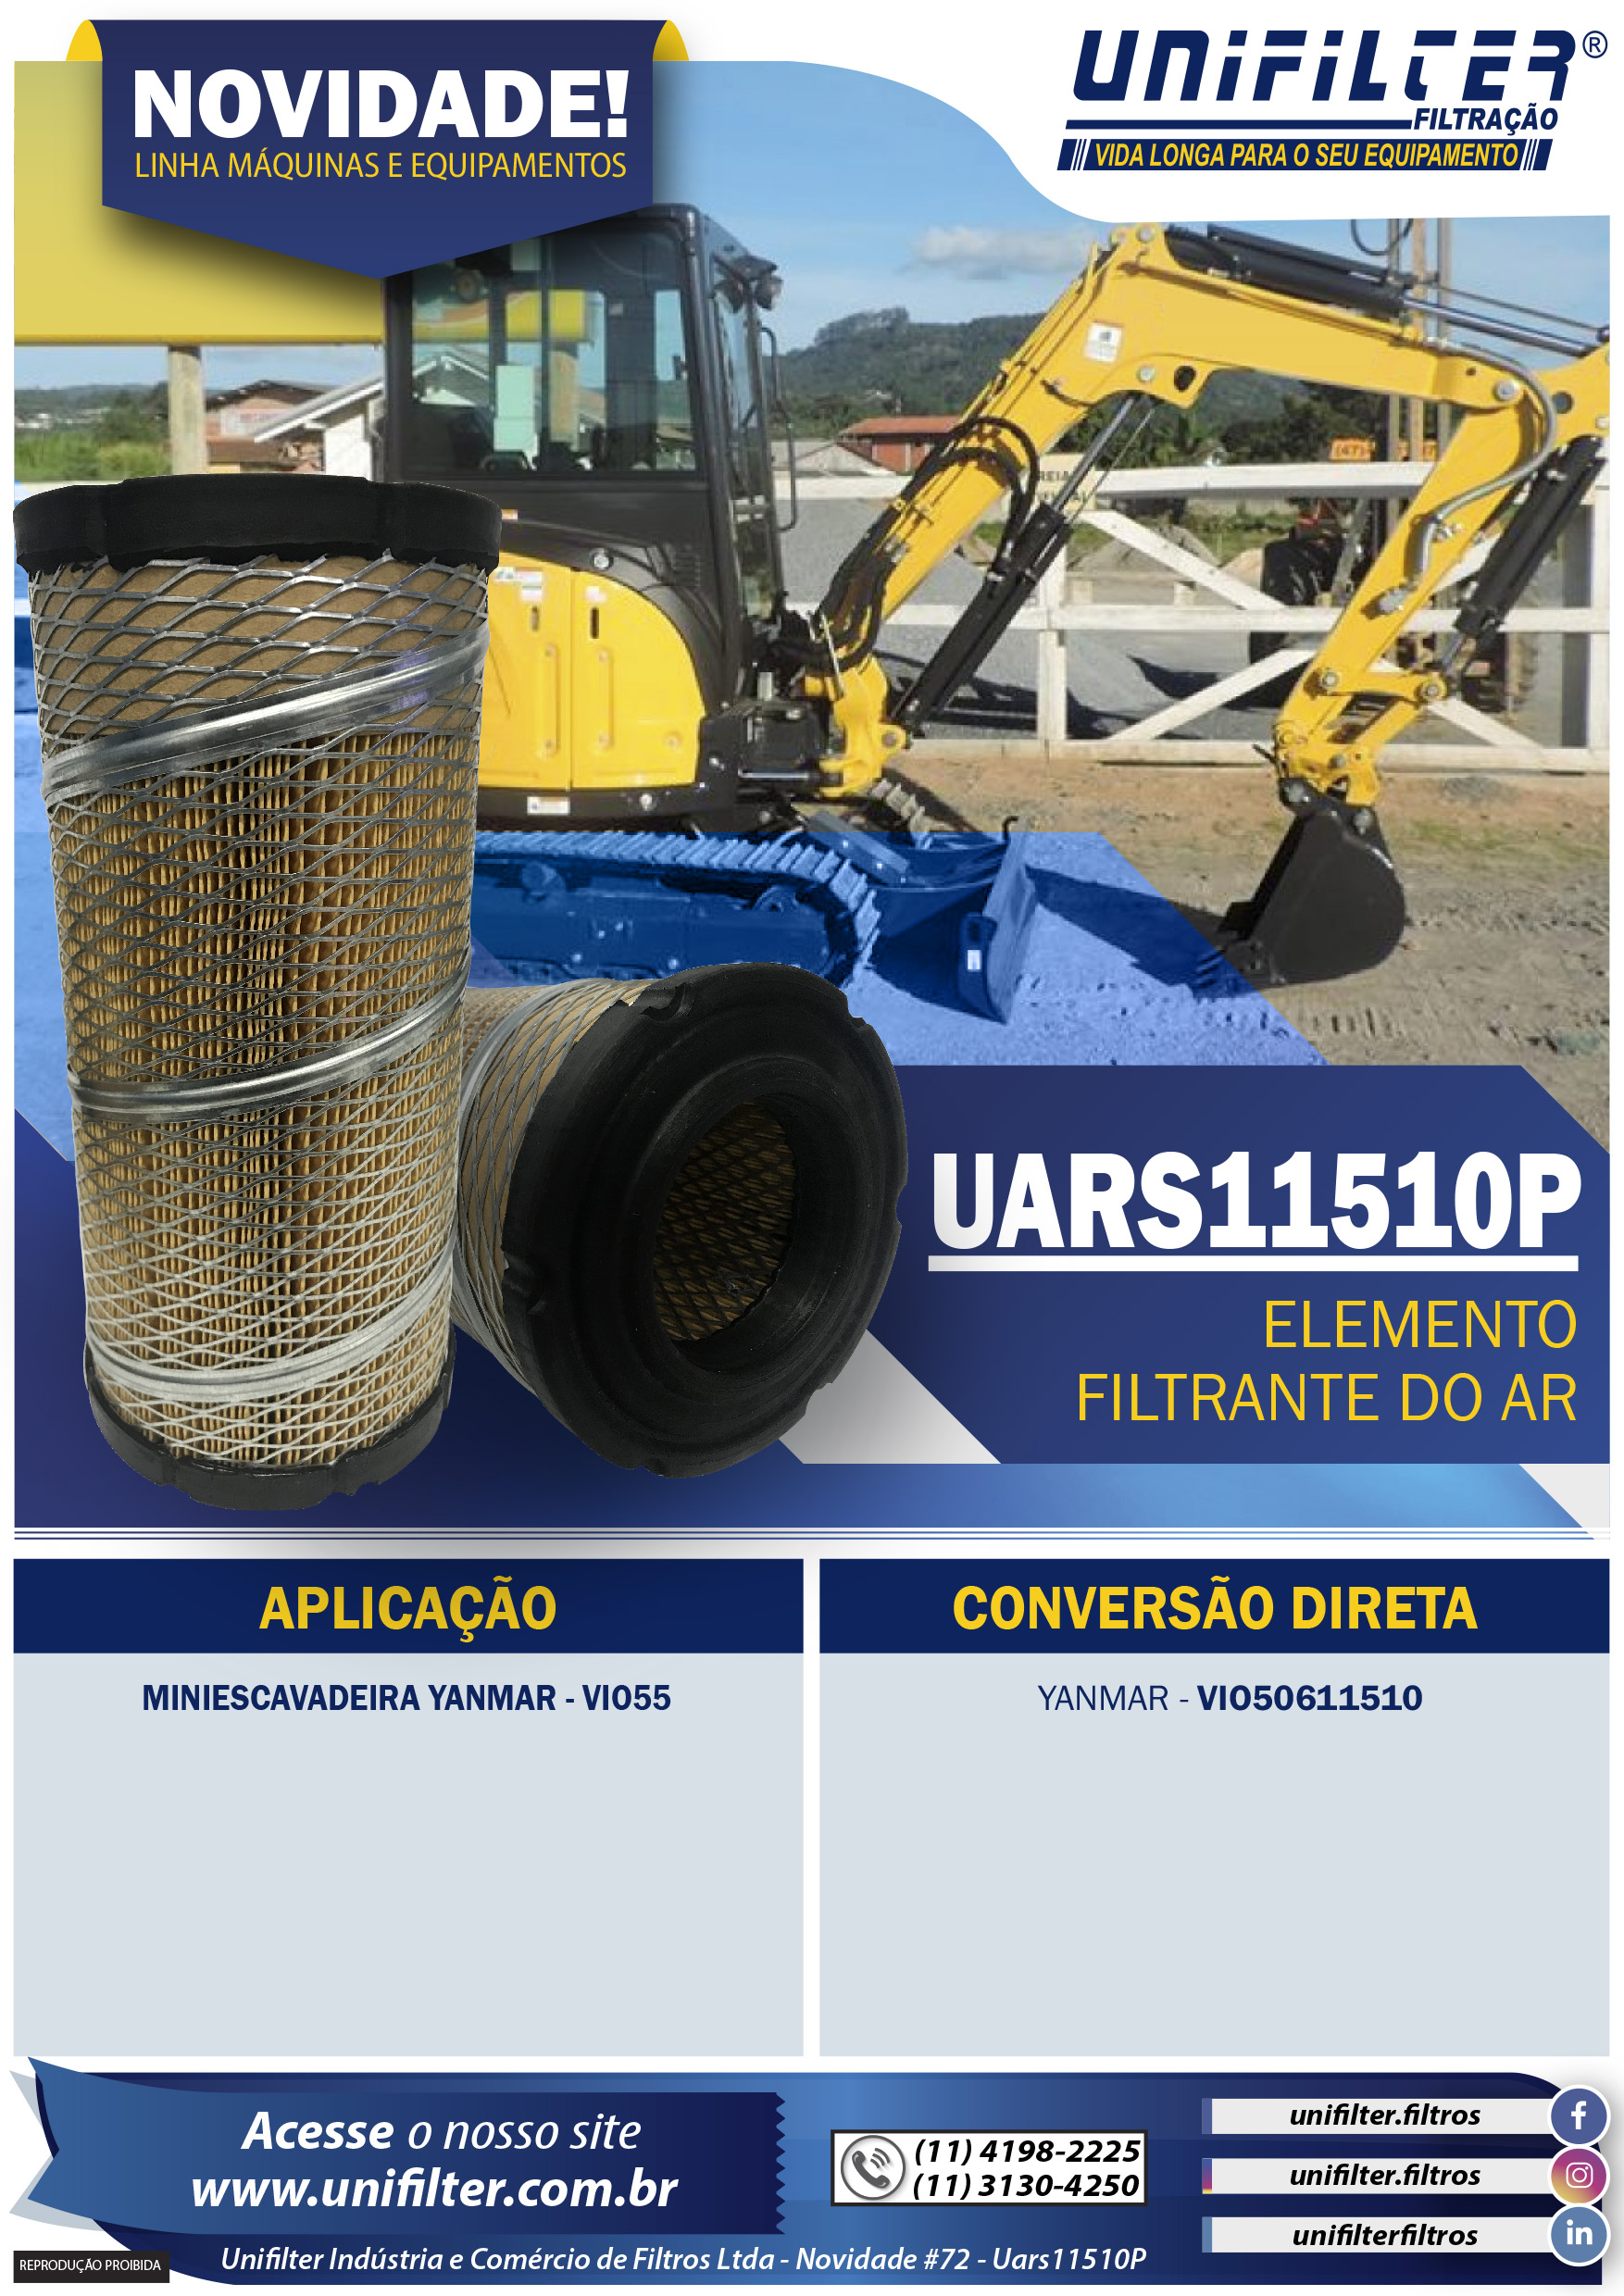 NOVIDADE!
LINHA MÁQUINAS E EQUIPAMENTOS
UNiFiLTER®
FILTRAÇÃO
VIDA LONGA PARA O SEU EQUIPAMENTO
UARS11510P
ELEMENTO
FILTRANTE DO AR
APLICAÇÃO
MINIESCAVADEIRA YANMAR - VIO55
CONVERSÃO DIRETA
YANMAR - VIO50611510
Acesse o nosso site
www.unifilter.com.br
(11) 4198-2225
(11) 3130-4250
unifilter.filtros
unifilter.filtros
unifilterfiltros
REPRODUÇÃO PROIBIDA
Unifilter Indústria e Comércio de Filtros Ltda - Novidade #72 - Uars11510P